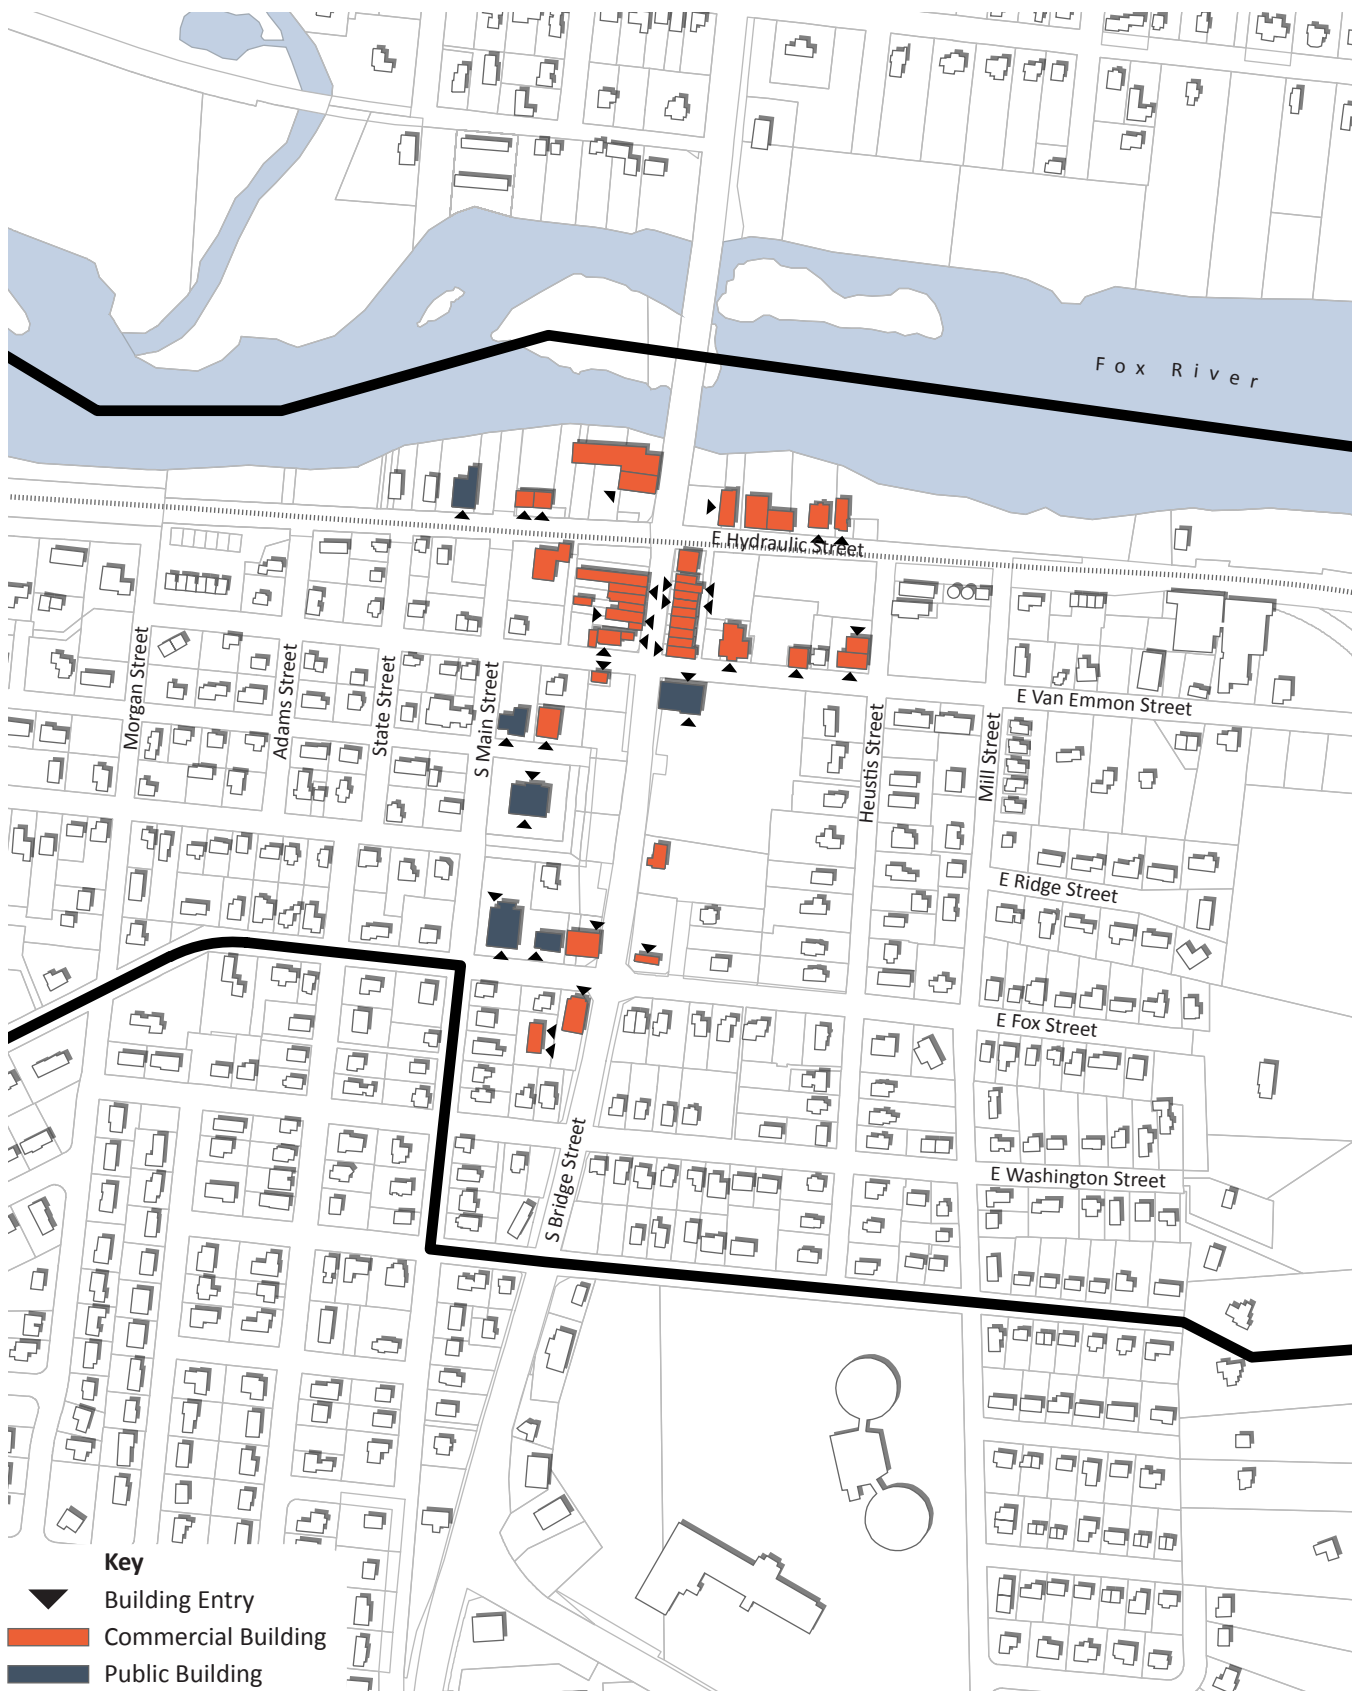 Fox River
E Hydraulic Street
Morgan Street
Adams Street
State Street
S Main Street
E Van Emmon Street
Heustis Street
Mill Street
E Ridge Street
E Fox Street
S Bridge Street
E Washington Street
Key
Building Entry
Commercial Building
Public Building